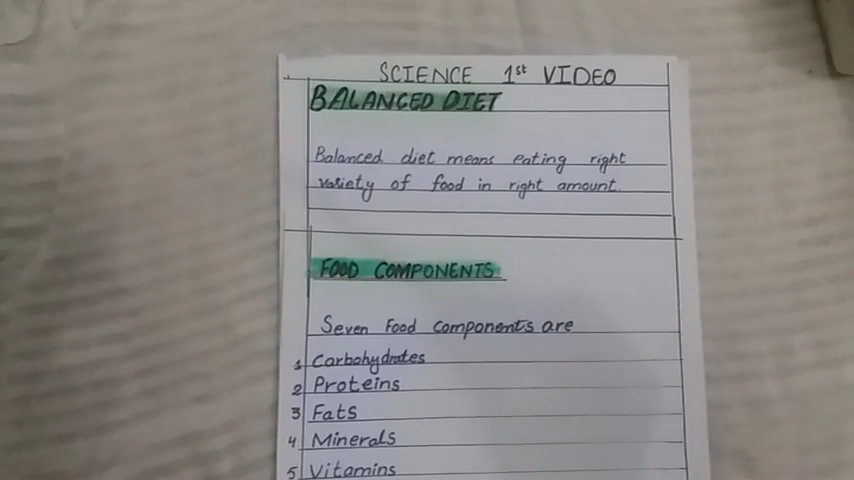 SCIENCE 1st VIDEO
BALANCED DIET
Balanced diet means eating right
variety of food in right amount.
FOOD COMPONENTS
Seven Food components are
1 Carbohydrates
2 Proteins
3 Fats
4 Minerals
5 Vitamins